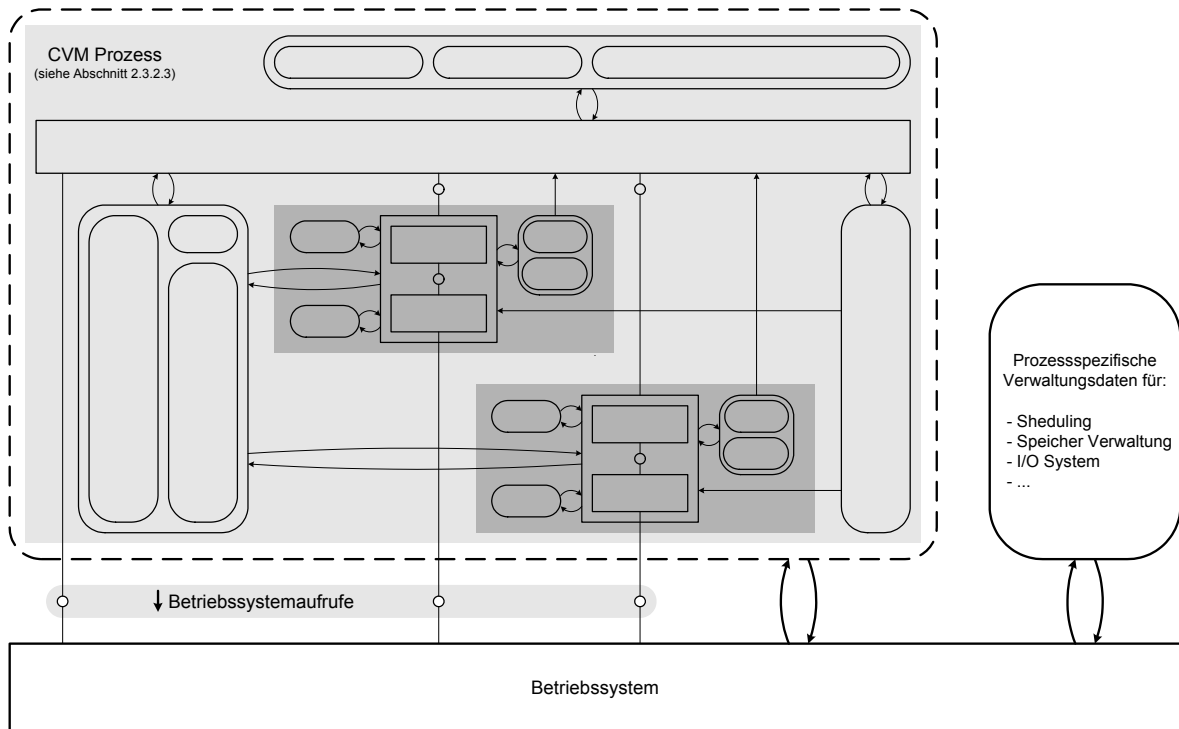 CVM Prozess
(siehe Abschnitt 2.3.2.3)
Prozessspezifische
Verwaltungsdaten für:
- Sheduling
- Speicher Verwaltung
- I/O System
- ...
Betriebssystemaufrufe
Betriebssystem